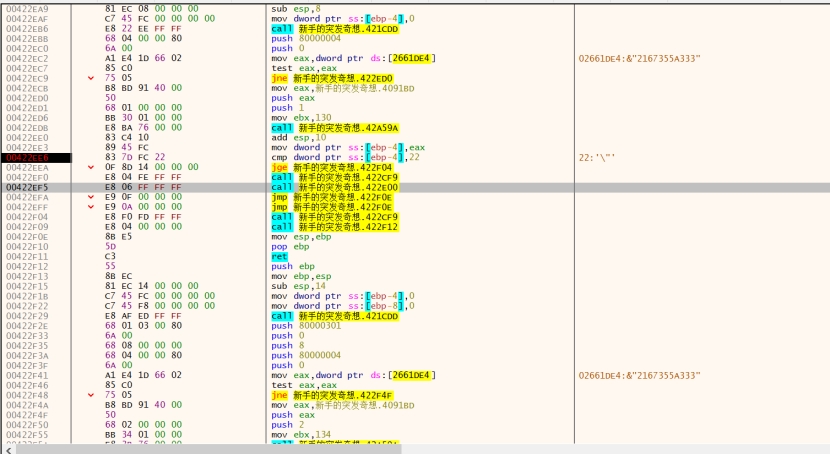 00422EA9 81 EC 08 00 00 00 sub esp,8
00422EAF C7 45 FC 00 00 00 00 mov dword ptr ss:[ebp-4],0
00422EB6 E8 22 EE FF FF call 新手的突发奇想.421CDD
00422EBB 68 04 00 00 80 push 80000004
00422EC0 6A 00 push 0
00422EC2 A1 E4 1D 66 02 mov eax,dword ptr ds:[2661DE4] 02661DE4:&"2167355A333"
00422EC7 85 C0 test eax,eax
00422EC9 75 05 jne 新手的突发奇想.422ED0
00422ECB B8 BD 91 40 00 mov eax,新手的突发奇想.4091BD
00422ED0 50 push eax
00422ED1 68 01 00 00 00 push 1
00422ED6 BB 30 01 00 00 mov ebx,130
00422EDB E8 BA 76 00 00 call 新手的突发奇想.42A59A
00422EE0 83 C4 10 add esp,10
00422EE3 89 45 FC mov dword ptr ss:[ebp-4],eax
00422EE6 83 7D FC 22 cmp dword ptr ss:[ebp-4],22 22:'\"'
00422EEA 0F 8D 14 00 00 00 jge 新手的突发奇想.422F04
00422EF0 E8 04 FE FF FF call 新手的突发奇想.422CF9
00422EF5 E8 06 FF FF FF call 新手的突发奇想.422E00
00422EFA E9 0F 00 00 00 jmp 新手的突发奇想.422F0E
00422EFF E9 0A 00 00 00 jmp 新手的突发奇想.422F0E
00422F04 E8 F0 FD FF FF call 新手的突发奇想.422CF9
00422F09 E8 04 00 00 00 call 新手的突发奇想.422F12
00422F0E 8B E5 mov esp,ebp
00422F10 5D pop ebp
00422F11 C3 ret
00422F12 55 push ebp
00422F13 8B EC mov ebp,esp
00422F15 81 EC 14 00 00 00 sub esp,14
00422F1B C7 45 FC 00 00 00 00 mov dword ptr ss:[ebp-4],0
00422F22 C7 45 F8 00 00 00 00 mov dword ptr ss:[ebp-8],0
00422F29 E8 AF ED FF FF call 新手的突发奇想.421CDD
00422F2E 68 01 03 00 80 push 80000301
00422F33 6A 00 push 0
00422F35 68 08 00 00 00 push 8
00422F3A 68 04 00 00 80 push 80000004
00422F3F 6A 00 push 0
00422F41 A1 E4 1D 66 02 mov eax,dword ptr ds:[2661DE4] 02661DE4:&"2167355A333"
00422F46 85 C0 test eax,eax
00422F48 75 05 jne 新手的突发奇想.422F4F
00422F4A B8 BD 91 40 00 mov eax,新手的突发奇想.4091BD
00422F4F 50 push eax
00422F50 68 02 00 00 00 push 2
00422F55 BB 34 01 00 00 mov ebx,134